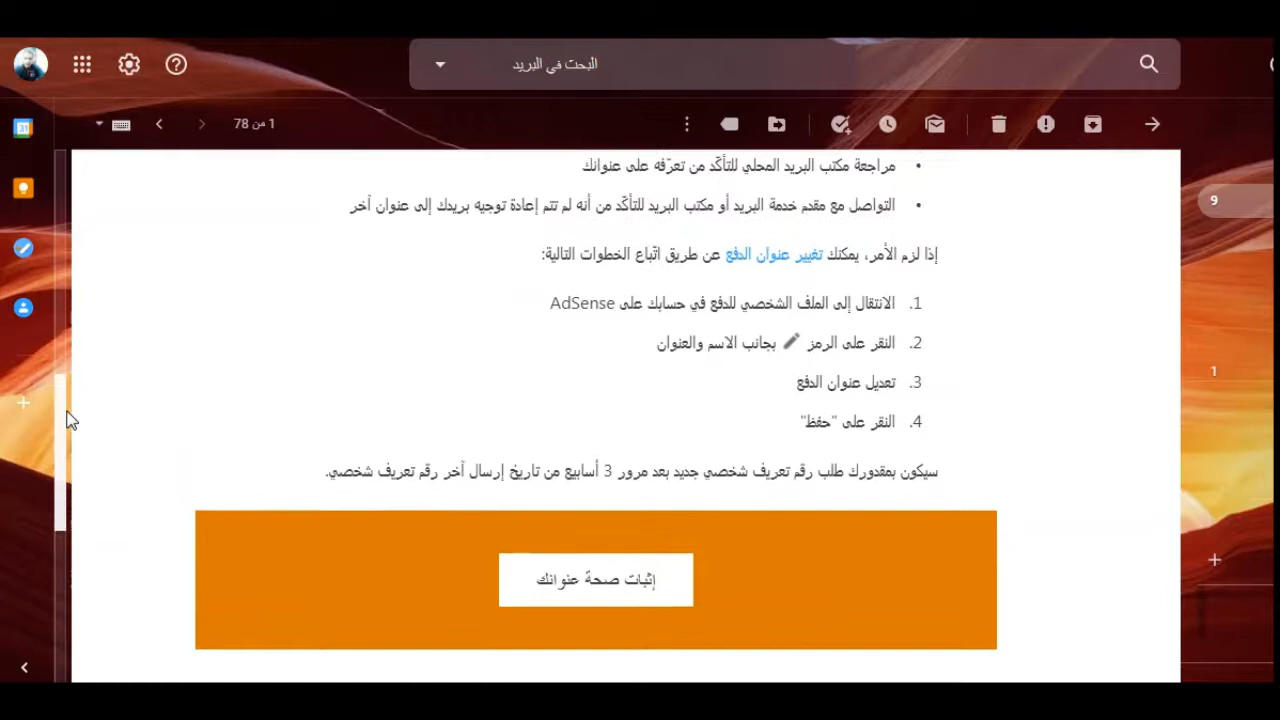 البحث في البريد
1 من 78
• مراجعة مكتب البريد المحلي للتأكّد من تعرّفه على عنوانك
• التواصل مع مقدم خدمة البريد أو مكتب البريد للتأكّد من أنه لم تتم إعادة توجيه بريدك إلى عنوان آخر
9
إذا لزم الأمر، يمكنك تغيير عنوان الدفع عن طريق اتّباع الخطوات التالية:
1. الانتقال إلى الملف الشخصي للدفع في حسابك على AdSense
2. النقر على الرمز بجانب الاسم والعنوان
1
3. تعديل عنوان الدفع
4. النقر على "حفظ"
سيكون بمقدورك طلب رقم تعريف شخصي جديد بعد مرور 3 أسابيع من تاريخ إرسال آخر رقم تعريف شخصي.
إثبات صحة عنوانك